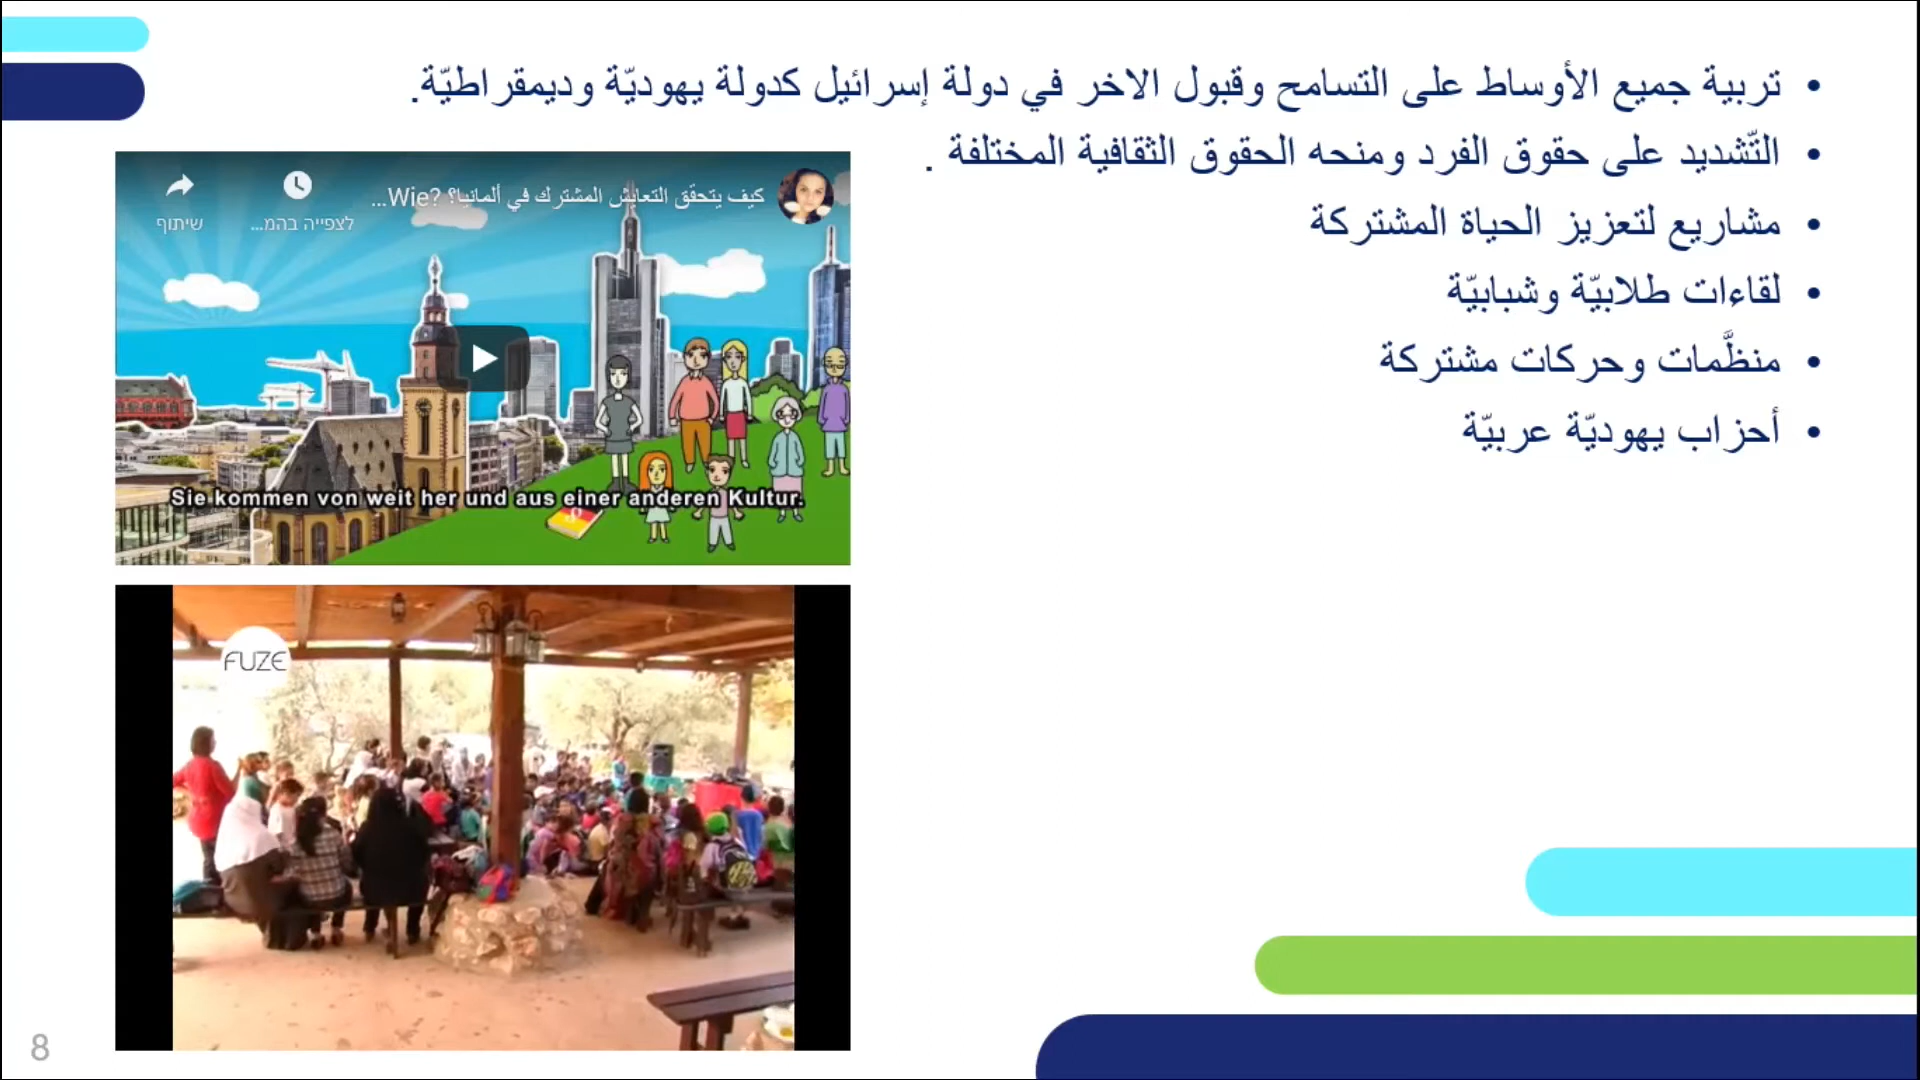 • تربية جميع الأوساط على التسامح وقبول الاخر في دولة إسرائيل كدولة يهوديّة وديمقراطيّة.
• التّشديد على حقوق الفرد ومنحه الحقوق الثقافية المختلفة .
• مشاريع لتعزيز الحياة المشتركة
• لقاءات طلابيّة وشبابيّة
• منظَّمات وحركات مشتركة
• أحزاب يهوديّة عربيّة
كيف يتحقق التعايش المشترك في ألمانيا؟ Wie?...
לצפייה בהמ...
שיתוף
Sie kommen von weit her und aus einer anderen Kultur.
FUZE
8